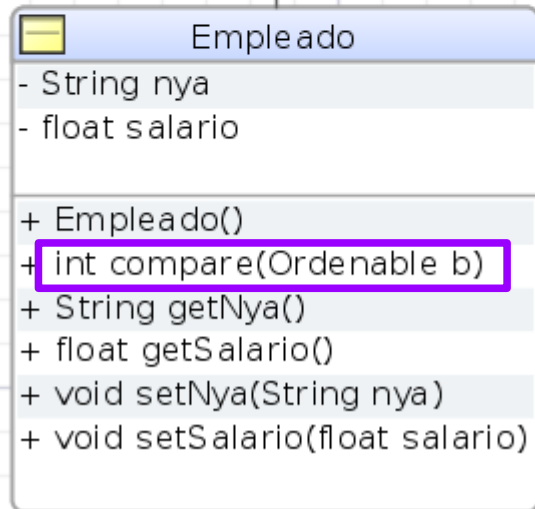 Empleado
- String nya
- float salario
+ Empleado()
+ int compare(Ordenable b)
+ String getNya()
+ float getSalario()
+ void setNya(String nya)
+ void setSalario(float salario)